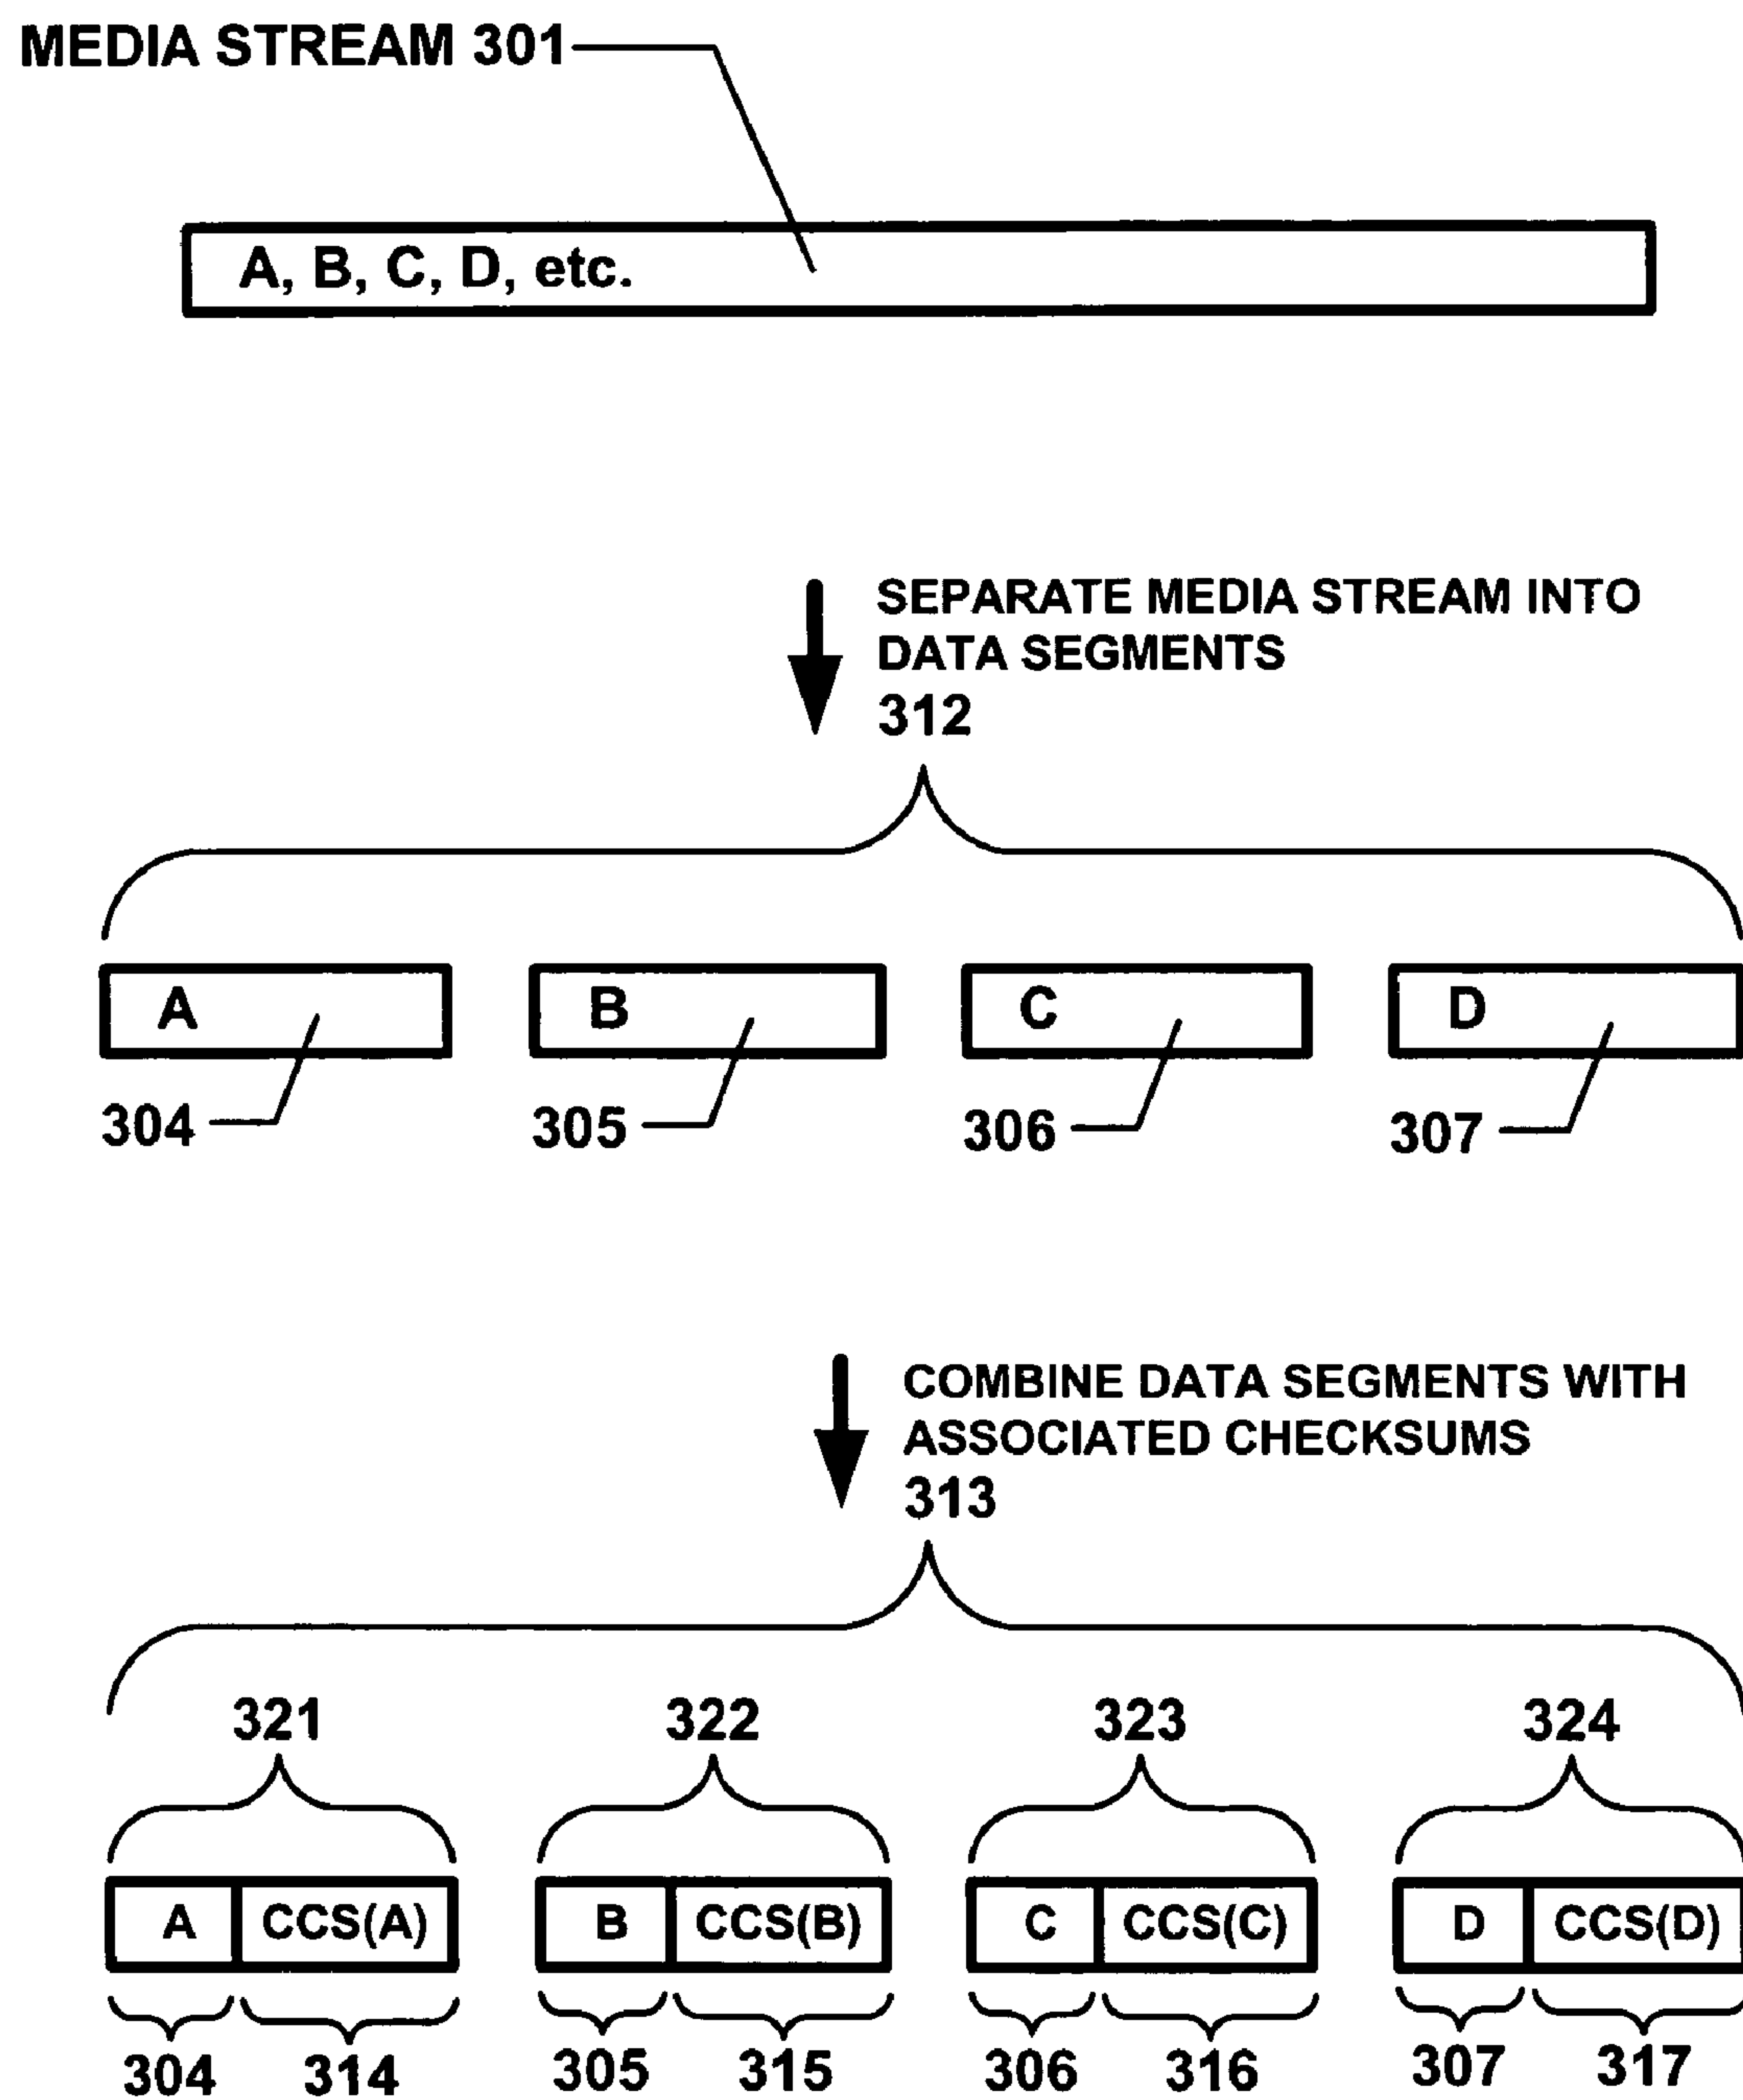 MEDIA STREAM 301
A, B, C, D, etc.
SEPARATE MEDIA STREAM INTO
DATA SEGMENTS
312
A B C D
304 305 306 307
COMBINE DATA SEGMENTS WITH
ASSOCIATED CHECKSUMS
313
321 322 323 324
A CCS(A) B CCS(B) C CCS(C) D CCS(D)
304 314 305 315 306 316 307 317